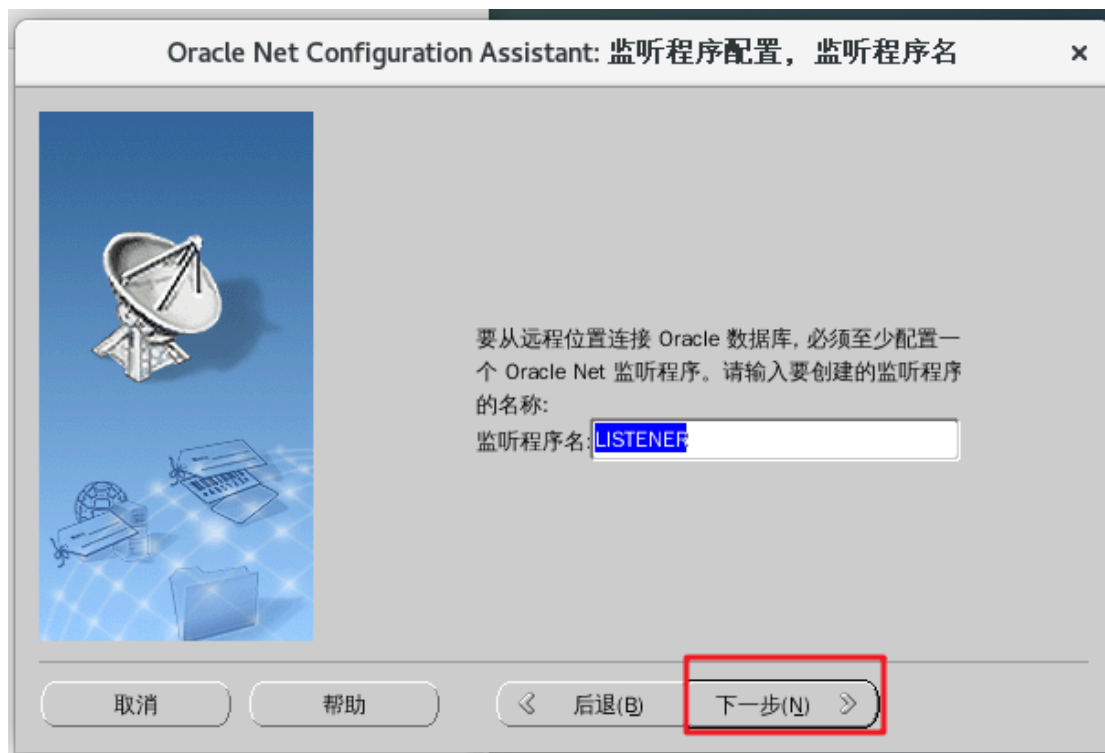 Oracle Net Configuration Assistant: 监听程序配置，监听程序名
要从远程位置连接 Oracle 数据库, 必须至少配置一
个 Oracle Net 监听程序。请输入要创建的监听程序
的名称:
监听程序名: LISTENER
取消 帮助 后退(B) 下一步(N)